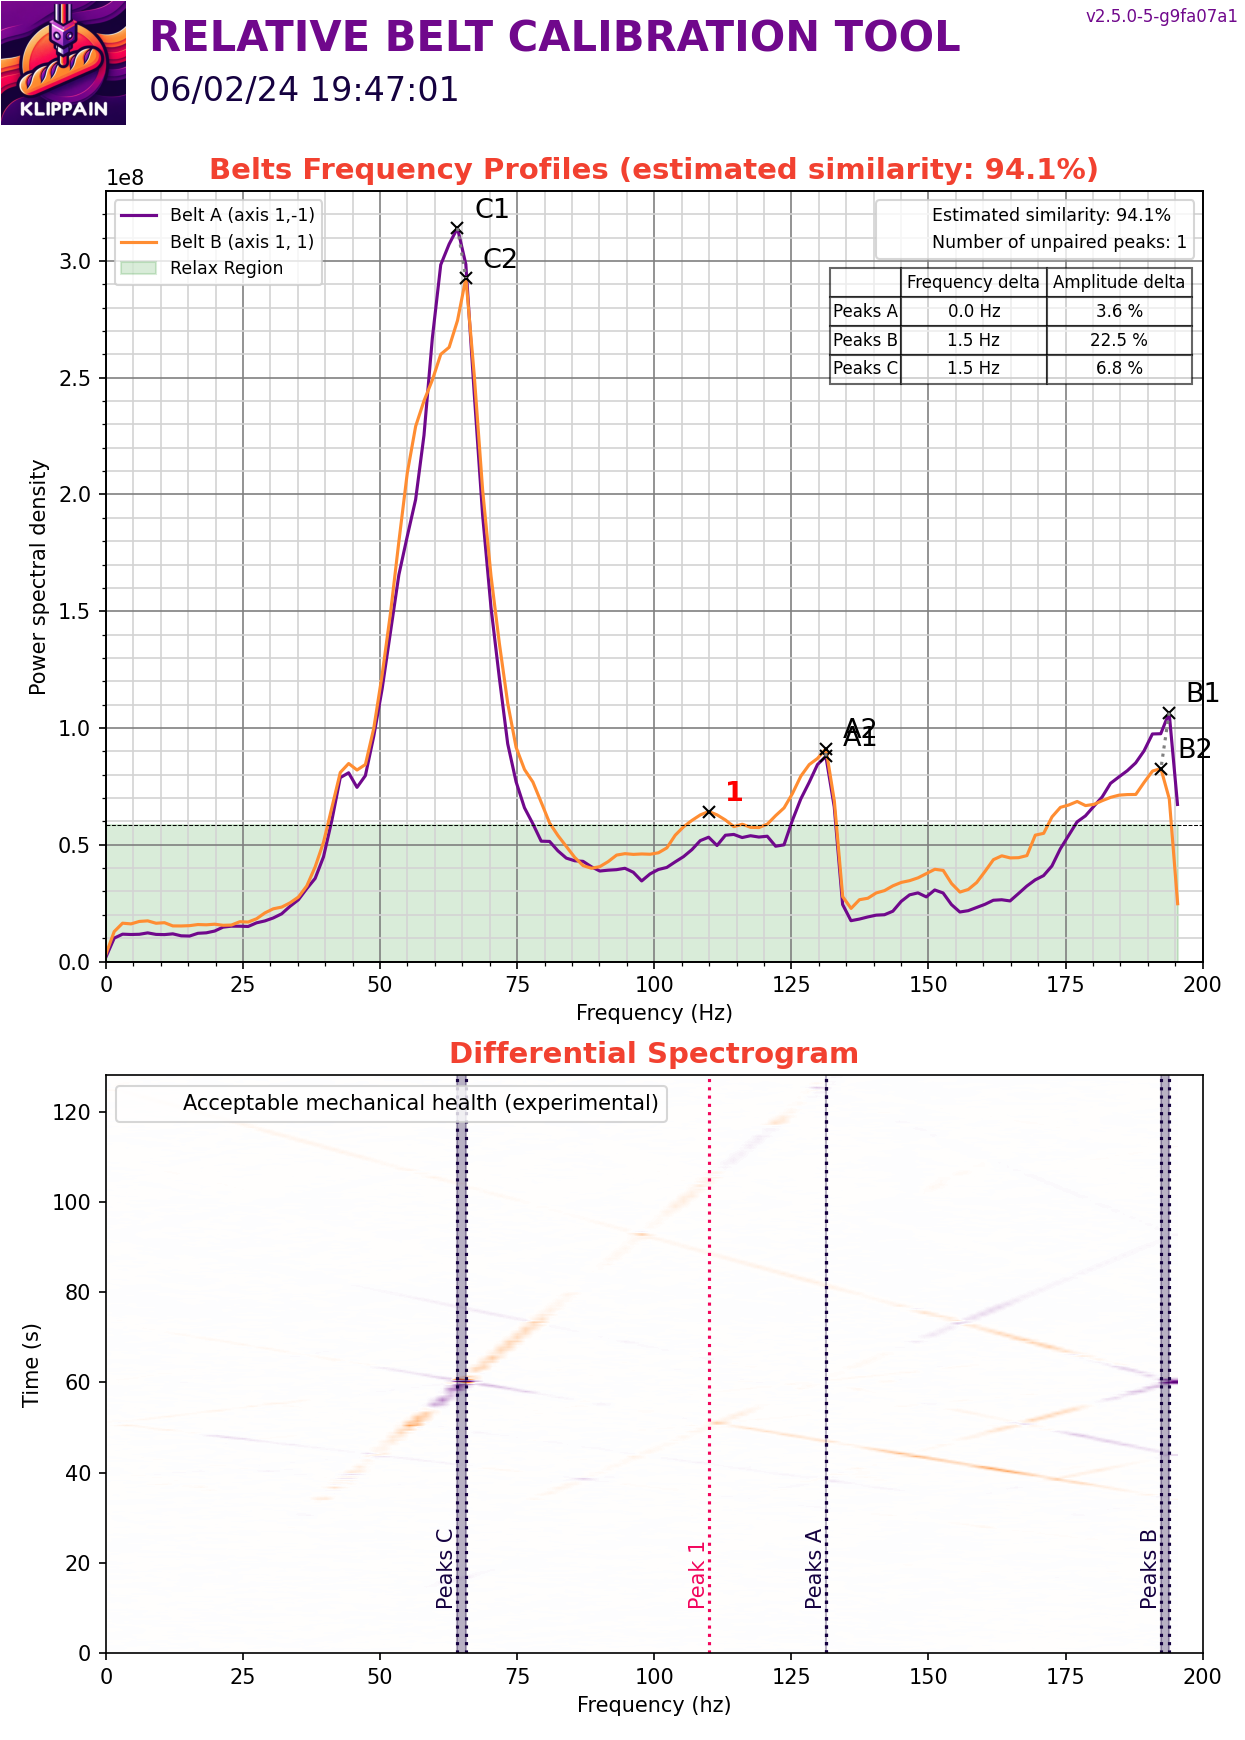 v2.5.0-5-g9fa07a1
RELATIVE BELT CALIBRATION TOOL
06/02/24 19:47:01
KLIPPAIN
Belts Frequency Profiles (estimated similarity: 94.1%)
1e8
Belt A (axis 1,-1)
Belt B (axis 1, 1)
Relax Region
Estimated similarity: 94.1%
Number of unpaired peaks: 1
Frequency delta Amplitude delta
Peaks A 0.0 Hz 3.6 %
Peaks B 1.5 Hz 22.5 %
Peaks C 1.5 Hz 6.8 %
C1
C2
B1
B2
A2
A1
1
3.0
2.5
2.0
1.5
1.0
0.5
0.0
Power spectral density
0 25 50 75 100 125 150 175 200
Frequency (Hz)
Differential Spectrogram
Acceptable mechanical health (experimental)
120
100
80
60
40
20
0
Time (s)
Peaks C
Peak 1
Peaks A
Peaks B
0 25 50 75 100 125 150 175 200
Frequency (hz)